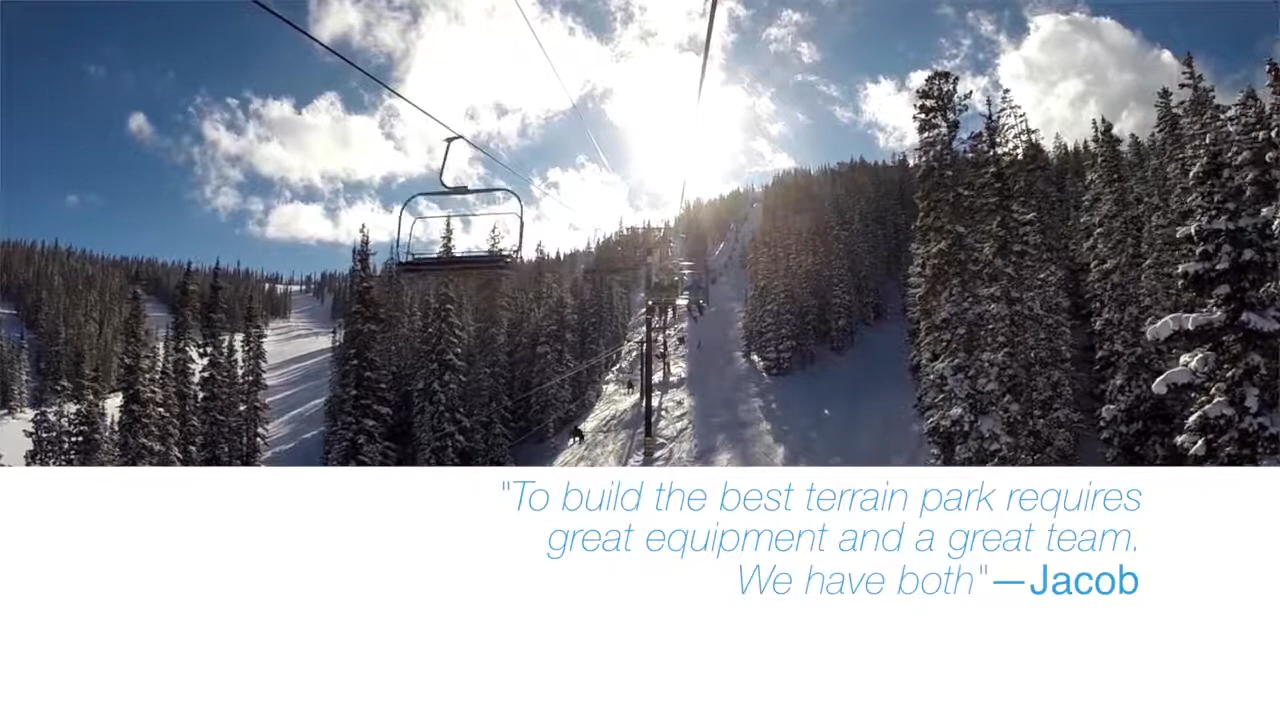 "To build the best terrain park requires
great equipment and a great team.
We have both"—Jacob